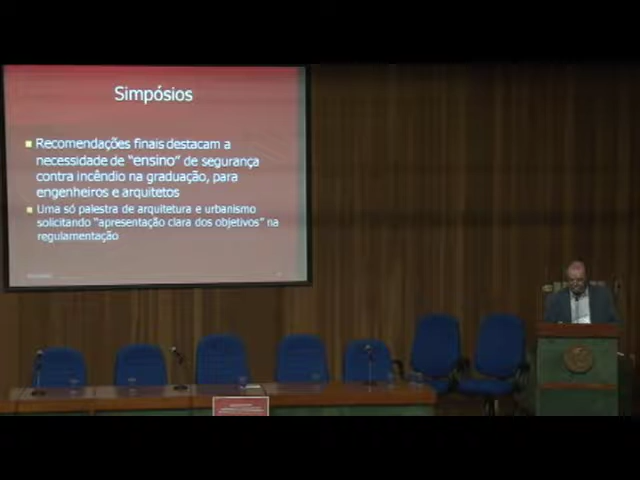 Simpósios
Recomendações finais destacam a
necessidade de "ensino" de segurança
contra incêndio na graduação, para
engenheiros e arquitetos
Uma só palestra de arquitetura e urbanismo
solicitando "apresentação clara dos objetivos" na
regulamentação